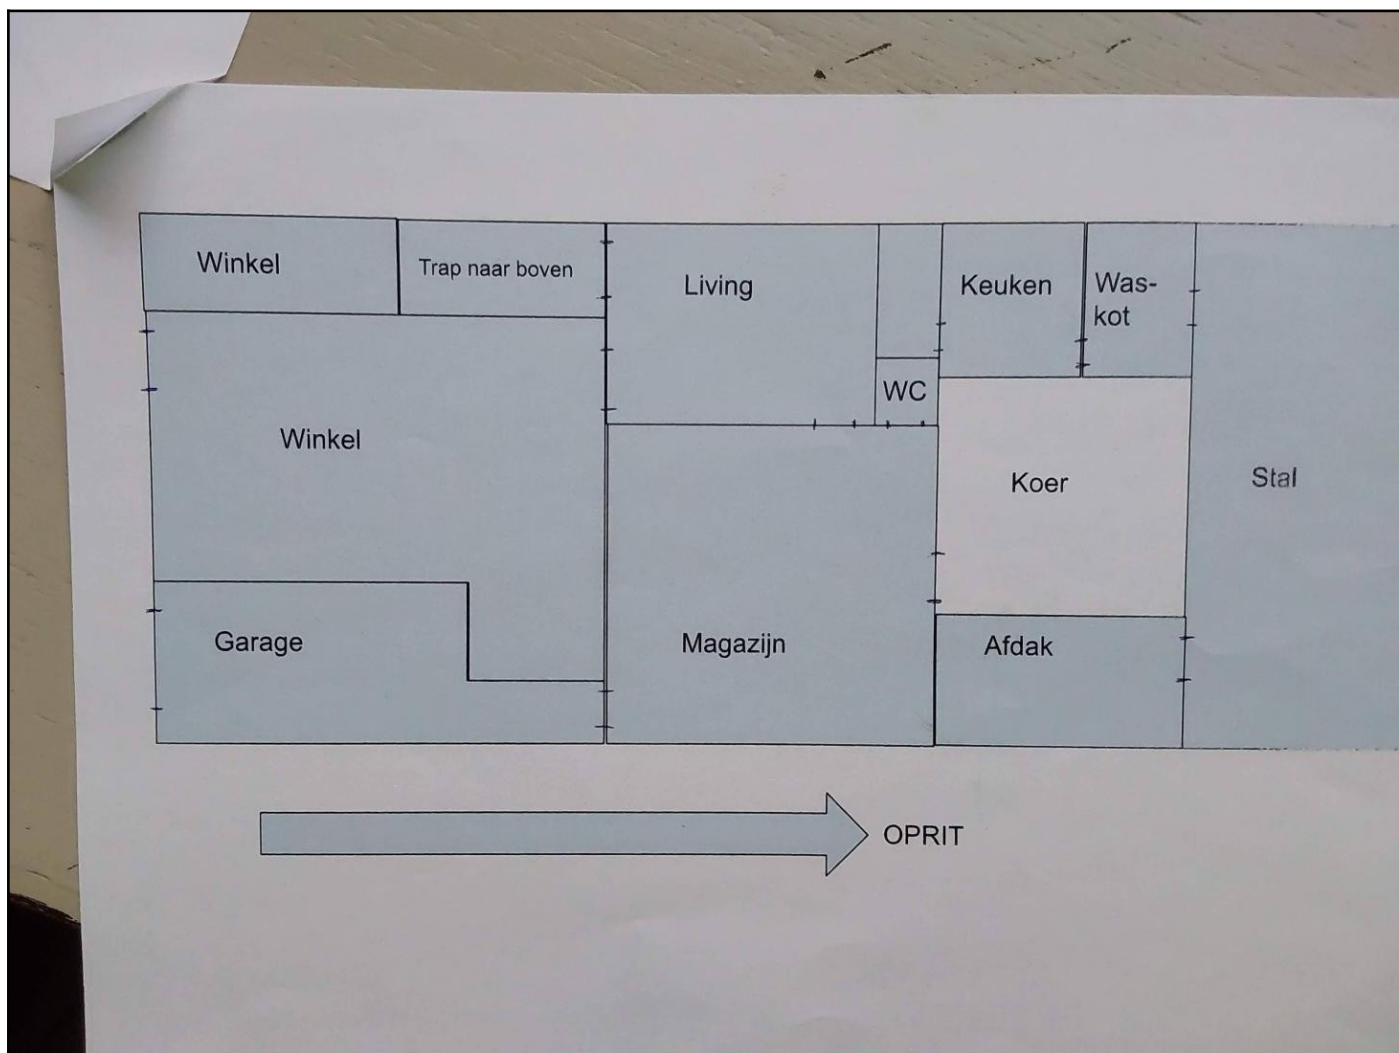 Winkel
Trap naar boven
Living
Keuken
Was-
kot
WC
Winkel
Koer
Stal
Garage
Magazijn
Afdak
OPRIT